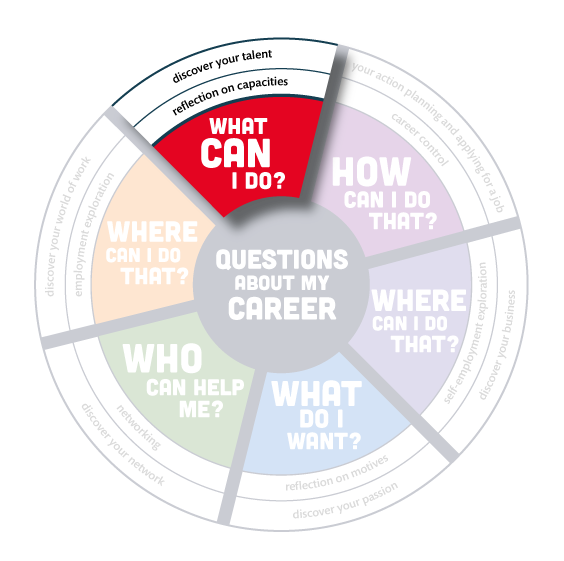 discover your talent
reflection on capacities
WHAT
CAN
I DO?
your action planning and applying for a job
career control
HOW
CAN I DO
THAT?
self-employment exploration
discover your business
WHERE
CAN I DO
THAT?
WHAT
DO I
WANT?
reflection on motives
discover your passion
WHO
CAN HELP
ME?
networking
discover your network
discover your world of work
employment exploration
WHERE
CAN I DO
THAT?
QUESTIONS
ABOUT MY
CAREER